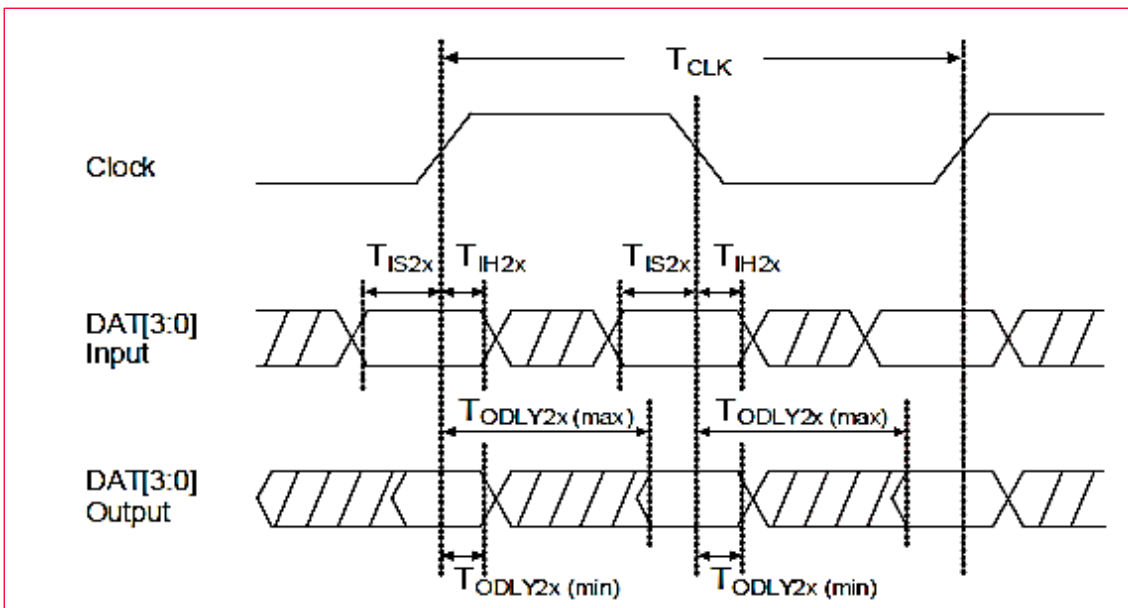 TCLK
Clock
TIS2x TIH2x TIS2x TIH2x
DAT[3:0]
Input
TODLY2x (max) TODLY2x (max)
DAT[3:0]
Output
TODLY2x (min) TODLY2x (min)